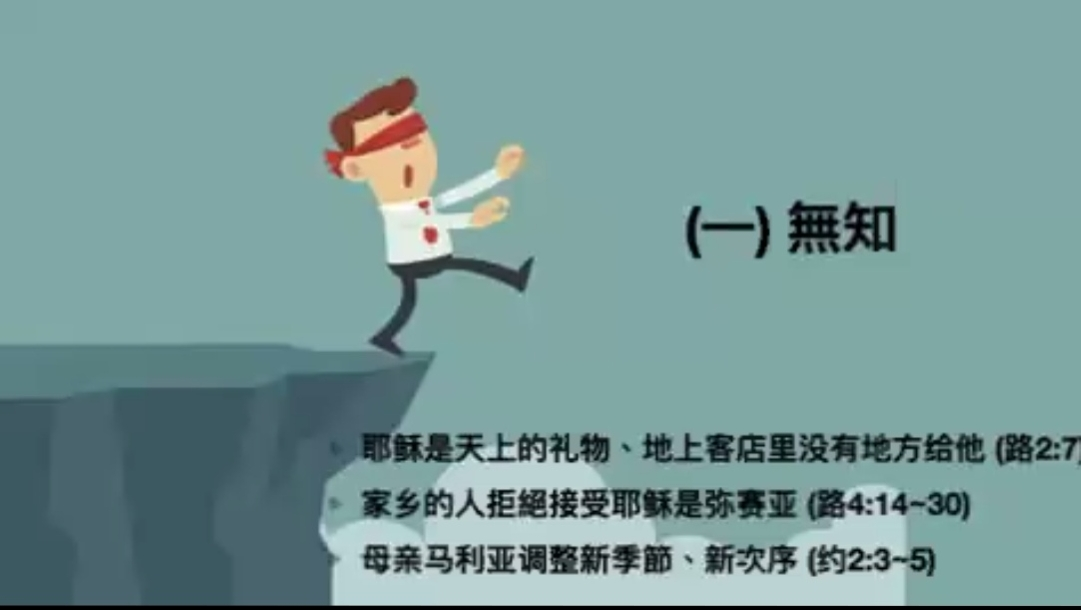 (一) 無知
耶稣是天上的礼物、地上客店里没有地方给他 (路2:7)
家乡的人拒絕接受耶稣是弥赛亚 (路4:14~30)
母亲马利亚调整新季節、新次序 (约2:3~5)